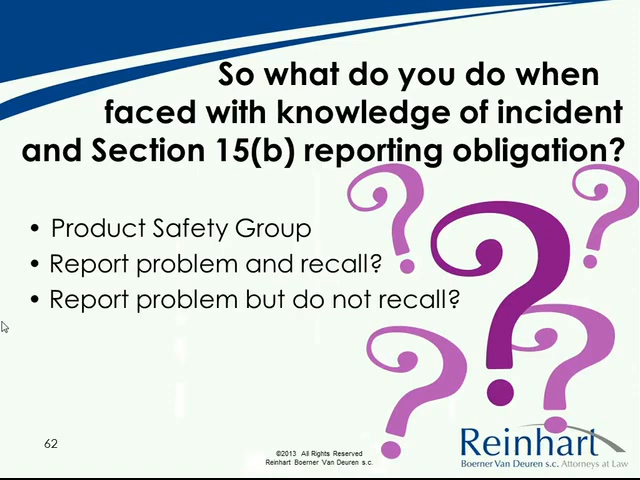 So what do you do when
faced with knowledge of incident
and Section 15(b) reporting obligation?
• Product Safety Group
• Report problem and recall?
• Report problem but do not recall?
62
©2013 All Rights Reserved
Reinhart Boerner Van Deuren s.c.
Reinhart
Boerner Van Deuren s.c. Attorneys at Law